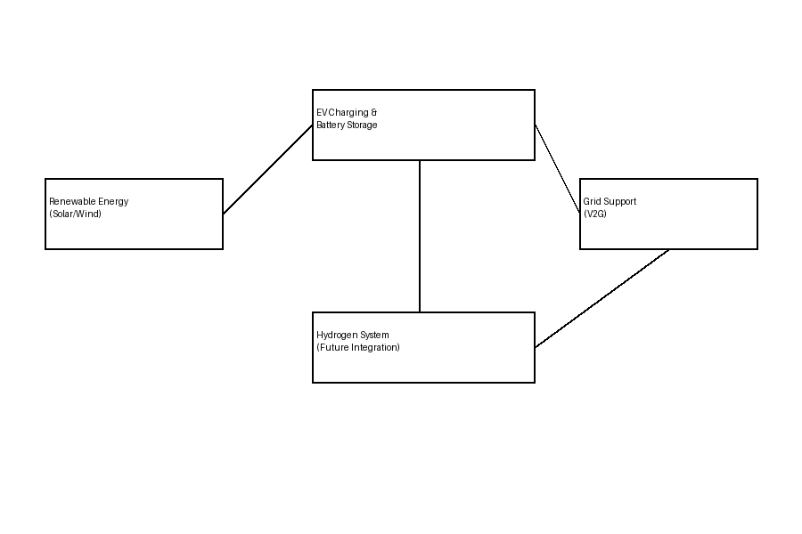 EV Charging &
Battery Storage
Renewable Energy
(Solar/Wind)
Grid Support
(V2G)
Hydrogen System
(Future Integration)